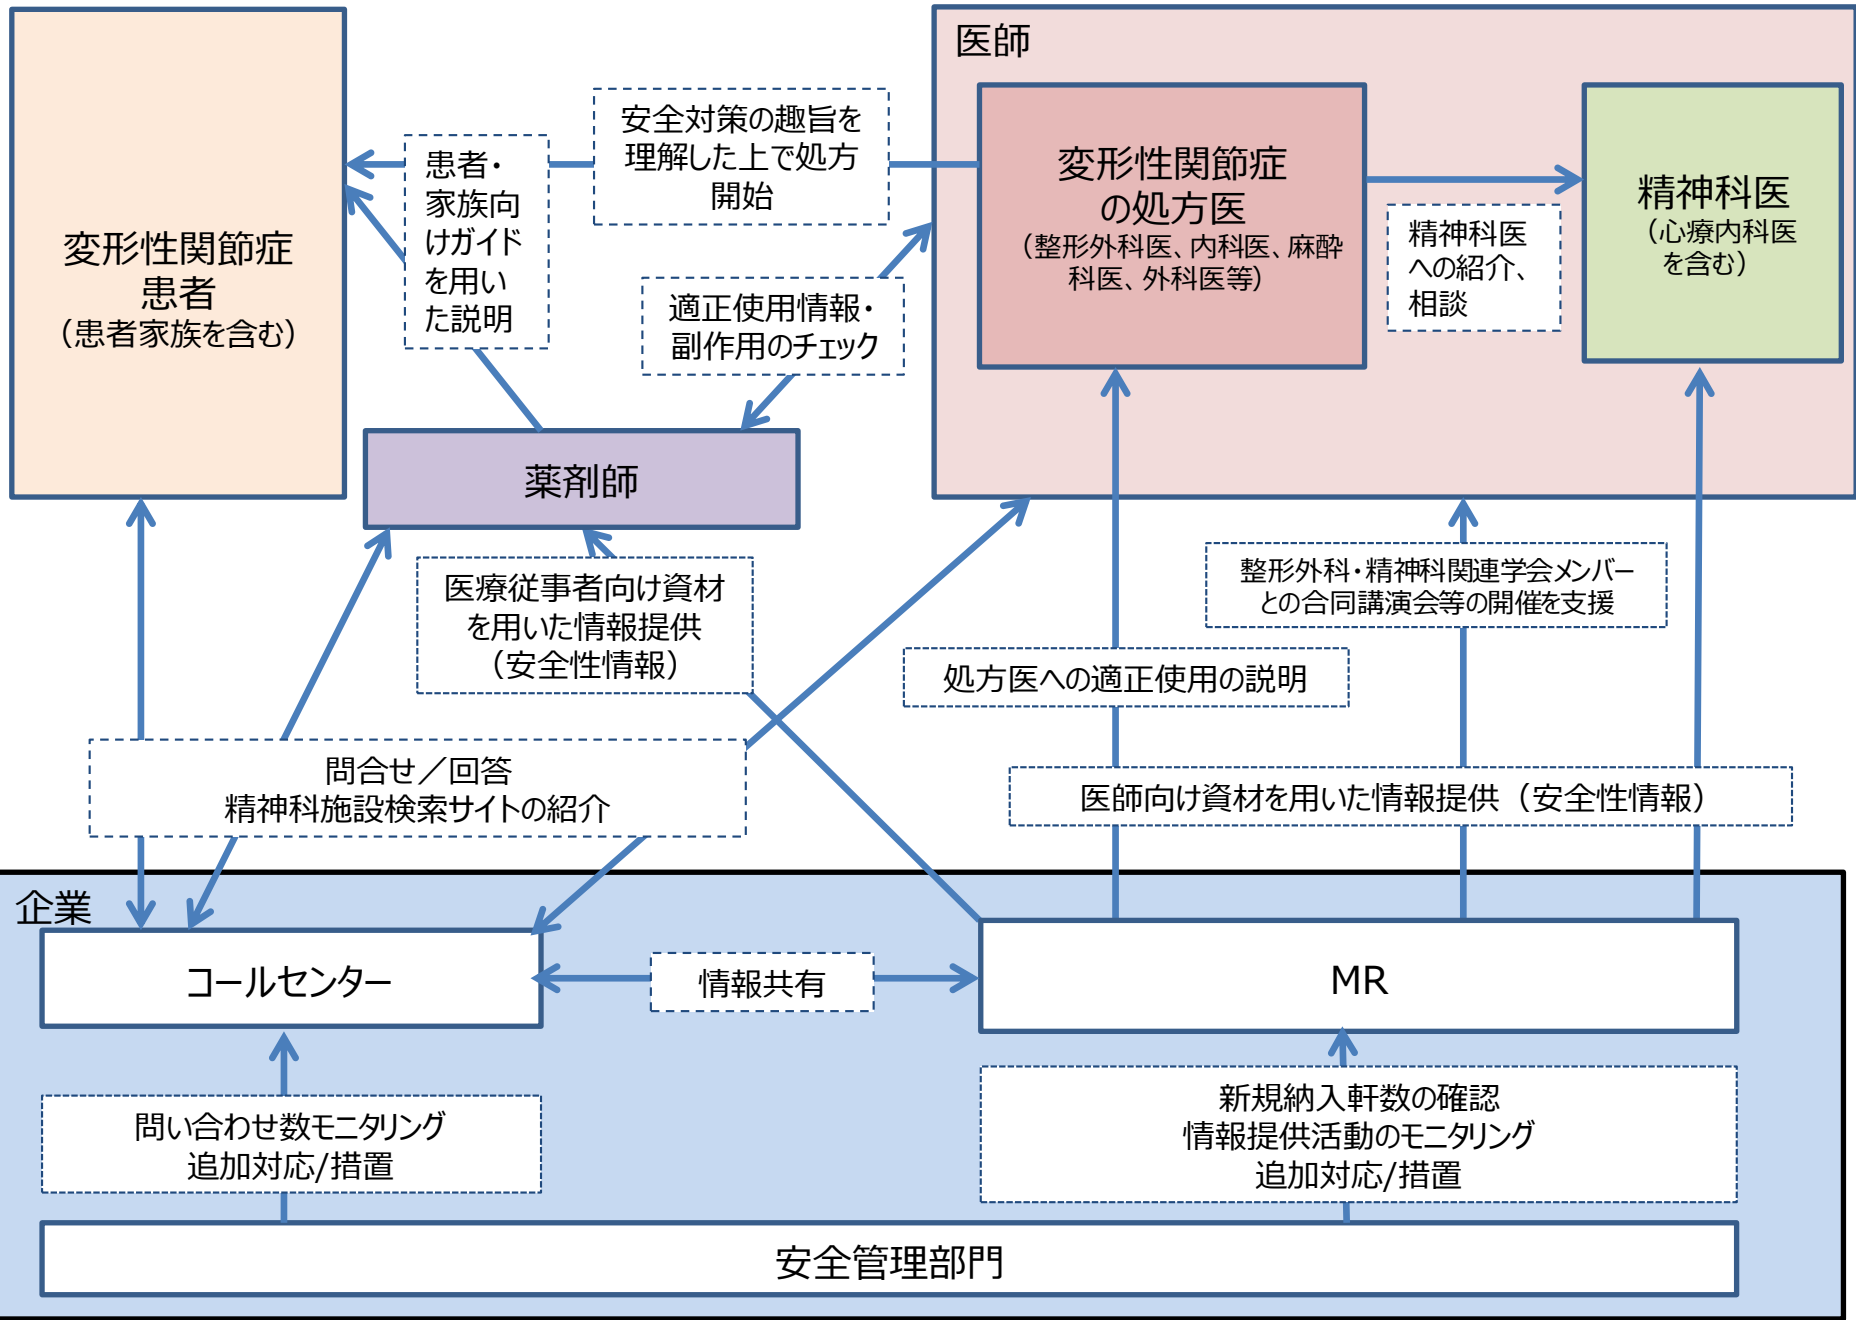 医師
安全対策の趣旨を
理解した上で処方
開始
患者・
家族向
けガイド
を用い
た説明
変形性関節症
の処方医
（整形外科医、内科医、麻酔
科医、外科医等）
精神科医
（心療内科医
を含む）
精神科医
への紹介、
相談
変形性関節症
患者
（患者家族を含む）
適正使用情報・
副作用のチェック
薬剤師
医療従事者向け資材
を用いた情報提供
（安全性情報）
整形外科・精神科関連学会メンバー
との合同講演会等の開催を支援
処方医への適正使用の説明
問合せ／回答
精神科施設検索サイトの紹介
医師向け資材を用いた情報提供（安全性情報）
企業
コールセンター
情報共有
MR
問い合わせ数モニタリング
追加対応/措置
新規納入軒数の確認
情報提供活動のモニタリング
追加対応/措置
安全管理部門